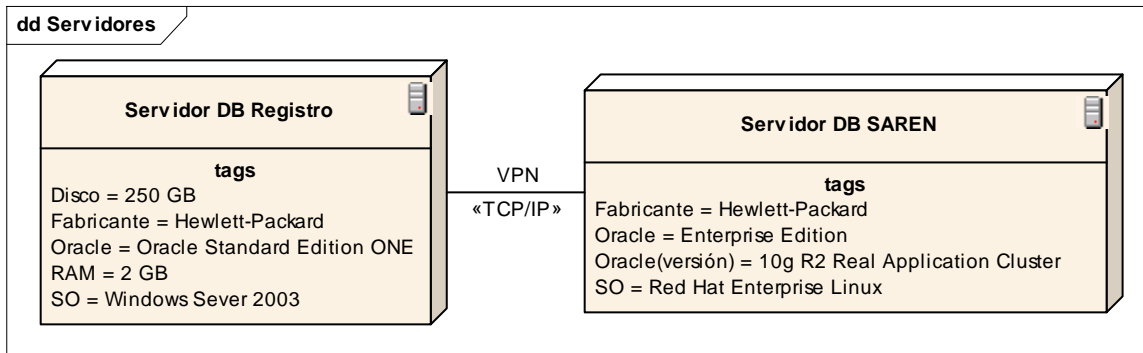 dd Servidores
Servidor DB Registro
tags
Disco = 250 GB
Fabricante = Hewlett-Packard
Oracle = Oracle Standard Edition ONE
RAM = 2 GB
SO = Windows Sever 2003
VPN
«TCP/IP»
Servidor DB SAREN
tags
Fabricante = Hewlett-Packard
Oracle = Enterprise Edition
Oracle(versión) = 10g R2 Real Application Cluster
SO = Red Hat Enterprise Linux